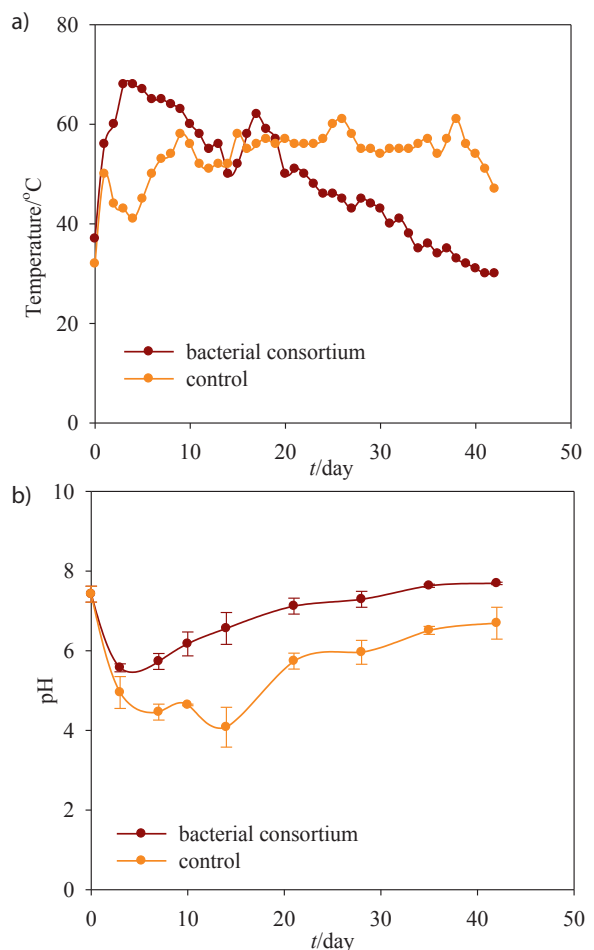 a)
80
60
40
20
0
Temperature/°C
bacterial consortium
control
0 10 20 30 40 50
t/day
b)
10
8
6
4
2
0
pH
bacterial consortium
control
0 10 20 30 40 50
t/day